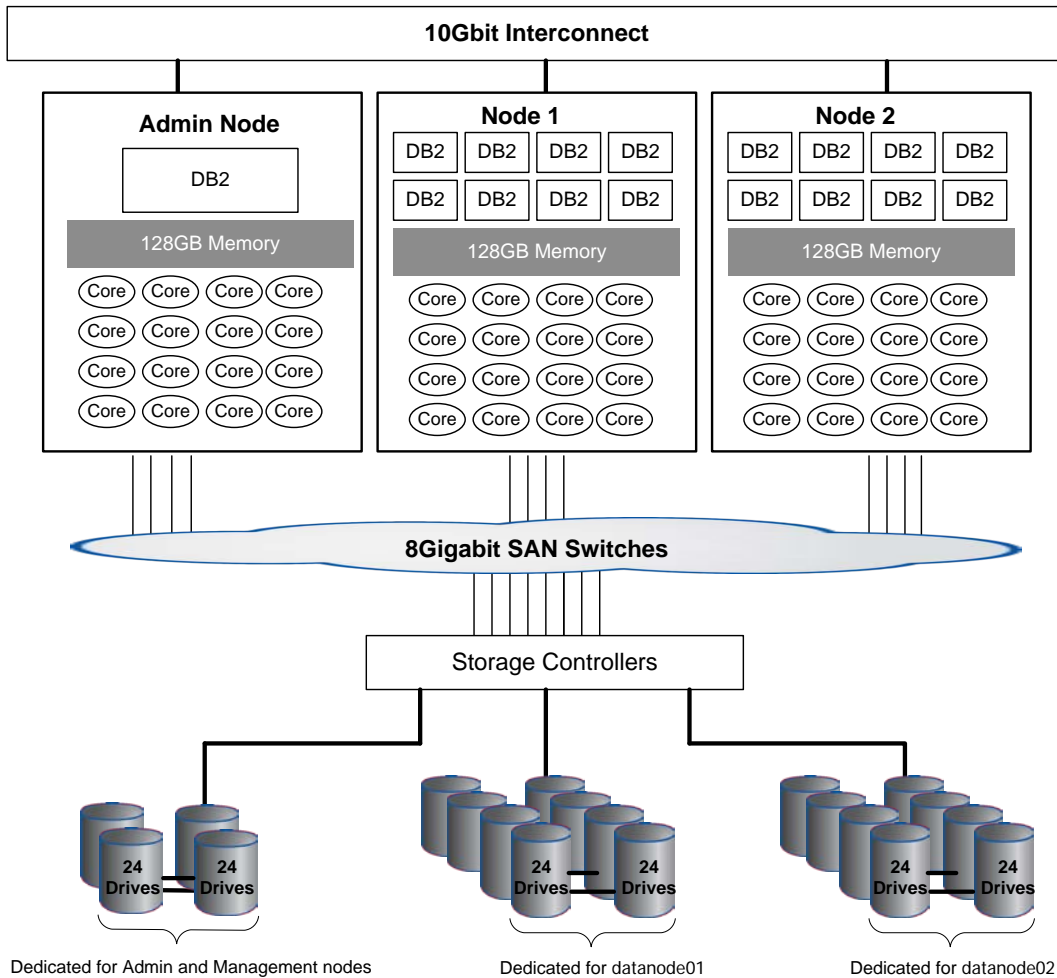 10Gbit Interconnect
Admin Node
DB2
128GB Memory
Core Core Core Core
Core Core Core Core
Core Core Core Core
Core Core Core Core
Node 1
DB2 DB2 DB2 DB2
DB2 DB2 DB2 DB2
128GB Memory
Core Core Core Core
Core Core Core Core
Core Core Core Core
Core Core Core Core
Node 2
DB2 DB2 DB2 DB2
DB2 DB2 DB2 DB2
128GB Memory
Core Core Core Core
Core Core Core Core
Core Core Core Core
Core Core Core Core
8Gigabit SAN Switches
Storage Controllers
24
Drives
24
Drives
Dedicated for Admin and Management nodes
24
Drives
24
Drives
Dedicated for datanode01
24
Drives
24
Drives
Dedicated for datanode02